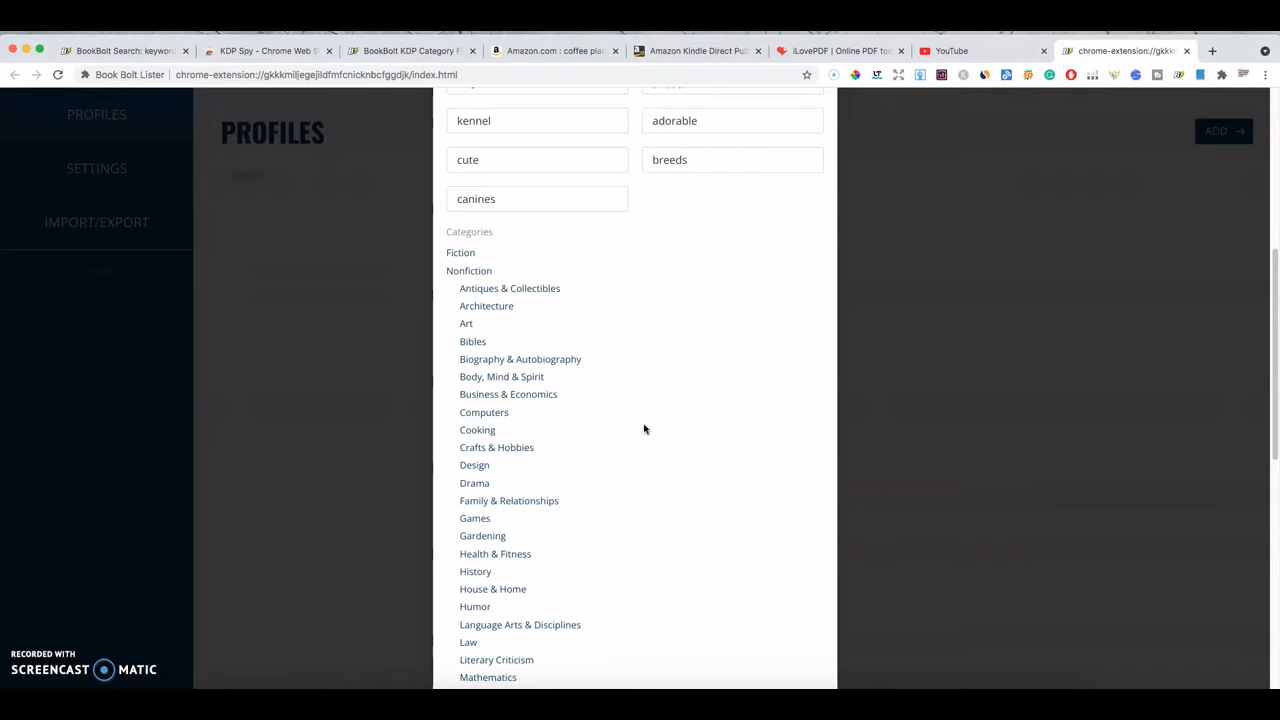 BookBolt Search: keyword
KDP Spy - Chrome Web S
BookBolt KDP Category F
Amazon.com : coffee pla
Amazon Kindle Direct Pu
iLovePDF | Online PDF to
YouTube
chrome-extension://gkkk
Book Bolt Lister
chrome-extension://gkkkmiljegejildfmfcnicknbcfggdjk/index.html
PROFILES
SETTINGS
IMPORT/EXPORT
PROFILES
ADD
kennel
adorable
cute
breeds
canines
Categories
Fiction
Nonfiction
Antiques & Collectibles
Architecture
Art
Bibles
Biography & Autobiography
Body, Mind & Spirit
Business & Economics
Computers
Cooking
Crafts & Hobbies
Design
Drama
Family & Relationships
Games
Gardening
Health & Fitness
History
House & Home
Humor
Language Arts & Disciplines
Law
Literary Criticism
Mathematics
RECORDED WITH
SCREENCAST MATIC